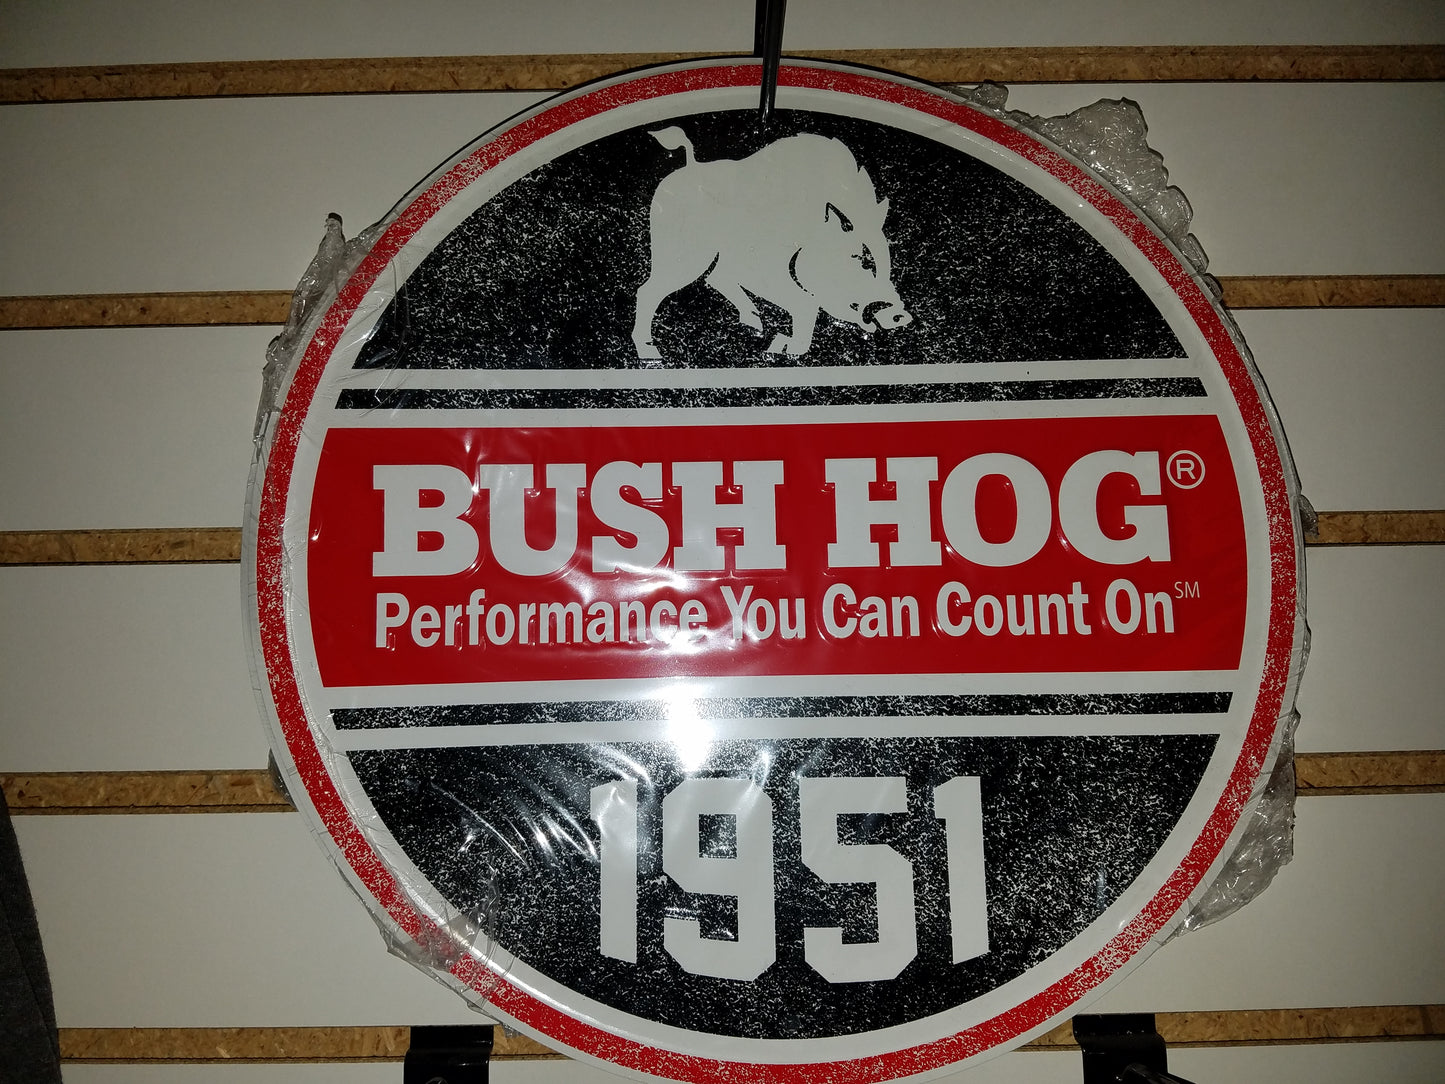 BUSH HOG®
Performance You Can Count On℠
1951